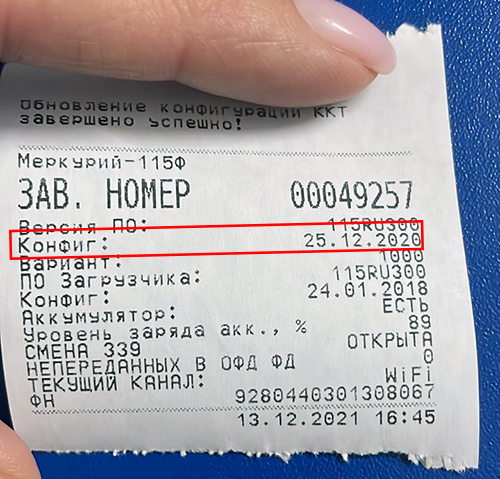 Обновление конфигурации ККТ
завершено успешно!
Меркурий-115Ф
ЗАВ. НОМЕР 00049257
Версия ПО: 115RU300
Конфиг: 25.12.2020
Вариант: 1000
ПО Загрузчика: 115RU300
Конфиг: 24.01.2018
Аккумулятор: ЕСТЬ
Уровень заряда акк., % 89
СМЕНА 339 ОТКРЫТА
НЕПЕРЕДАННЫХ В ОФД ФД 0
ТЕКУЩИЙ КАНАЛ: WiFi
ФН 9280440301308067
13.12.2021 16:45